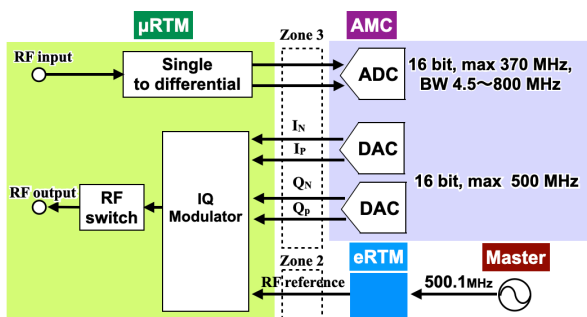 µRTM
Zone 3
AMC
RF input
Single
to differential
ADC
16 bit, max 370 MHz,
BW 4.5～800 MHz
IN
IP
DAC
RF output
RF
switch
IQ
Modulator
QN
Qp
DAC
16 bit, max 500 MHz
Zone 2
eRTM
Master
RF reference
500.1MHz